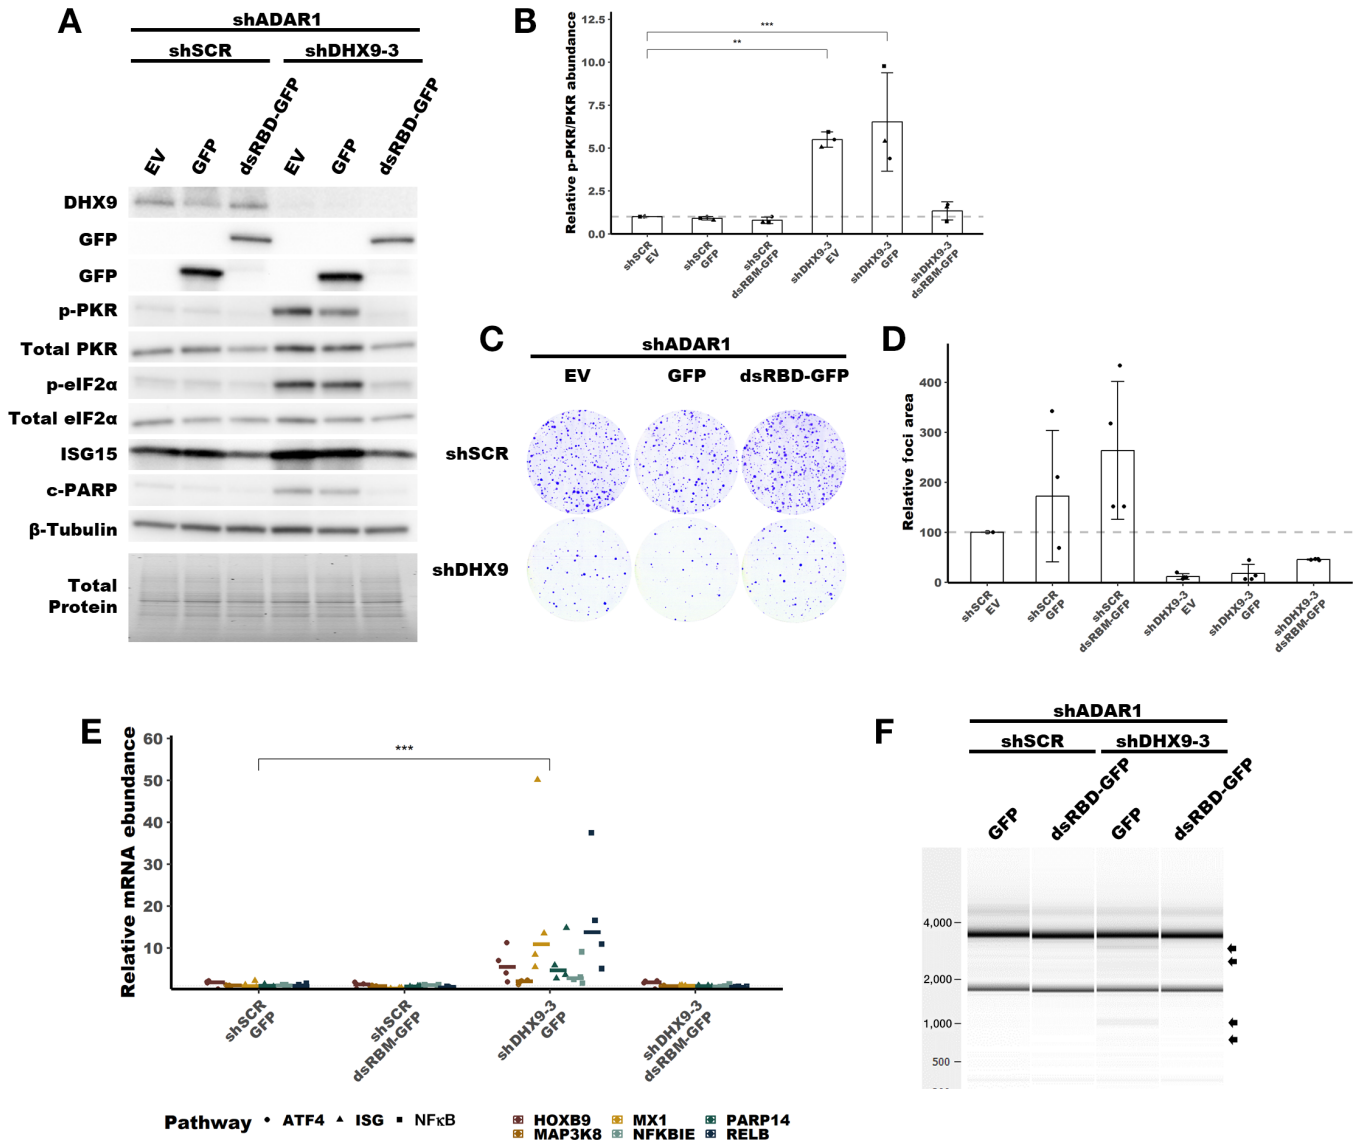 A
shADAR1
shSCR
shDHX9-3
EV
GFP
dsRBD-GFP
EV
GFP
dsRBD-GFP
DHX9
GFP
GFP
p-PKR
Total PKR
p-eIF2α
Total eIF2α
ISG15
c-PARP
β-Tubulin
Total
Protein
B
Relative p-PKR/PKR abundance
12.5
10.0
7.5
5.0
2.5
0.0
***
**
shSCR
EV
shSCR
GFP
shSCR
dsRBM-GFP
shDHX9-3
EV
shDHX9-3
GFP
shDHX9-3
dsRBM-GFP
C
shADAR1
EV
GFP
dsRBD-GFP
shSCR
shDHX9
D
Relative foci area
400
300
200
100
0
shSCR
EV
shSCR
GFP
shSCR
dsRBM-GFP
shDHX9-3
EV
shDHX9-3
GFP
shDHX9-3
dsRBM-GFP
E
Relative mRNA ebundance
60
50
40
30
20
10
***
shSCR
GFP
shSCR
dsRBM-GFP
shDHX9-3
GFP
shDHX9-3
dsRBM-GFP
Pathway ATF4 ISG NFκB
HOXB9 MX1 PARP14
MAP3K8 NFKBIE RELB
F
shADAR1
shSCR
shDHX9-3
GFP
dsRBD-GFP
GFP
dsRBD-GFP
4,000
2,000
1,000
500